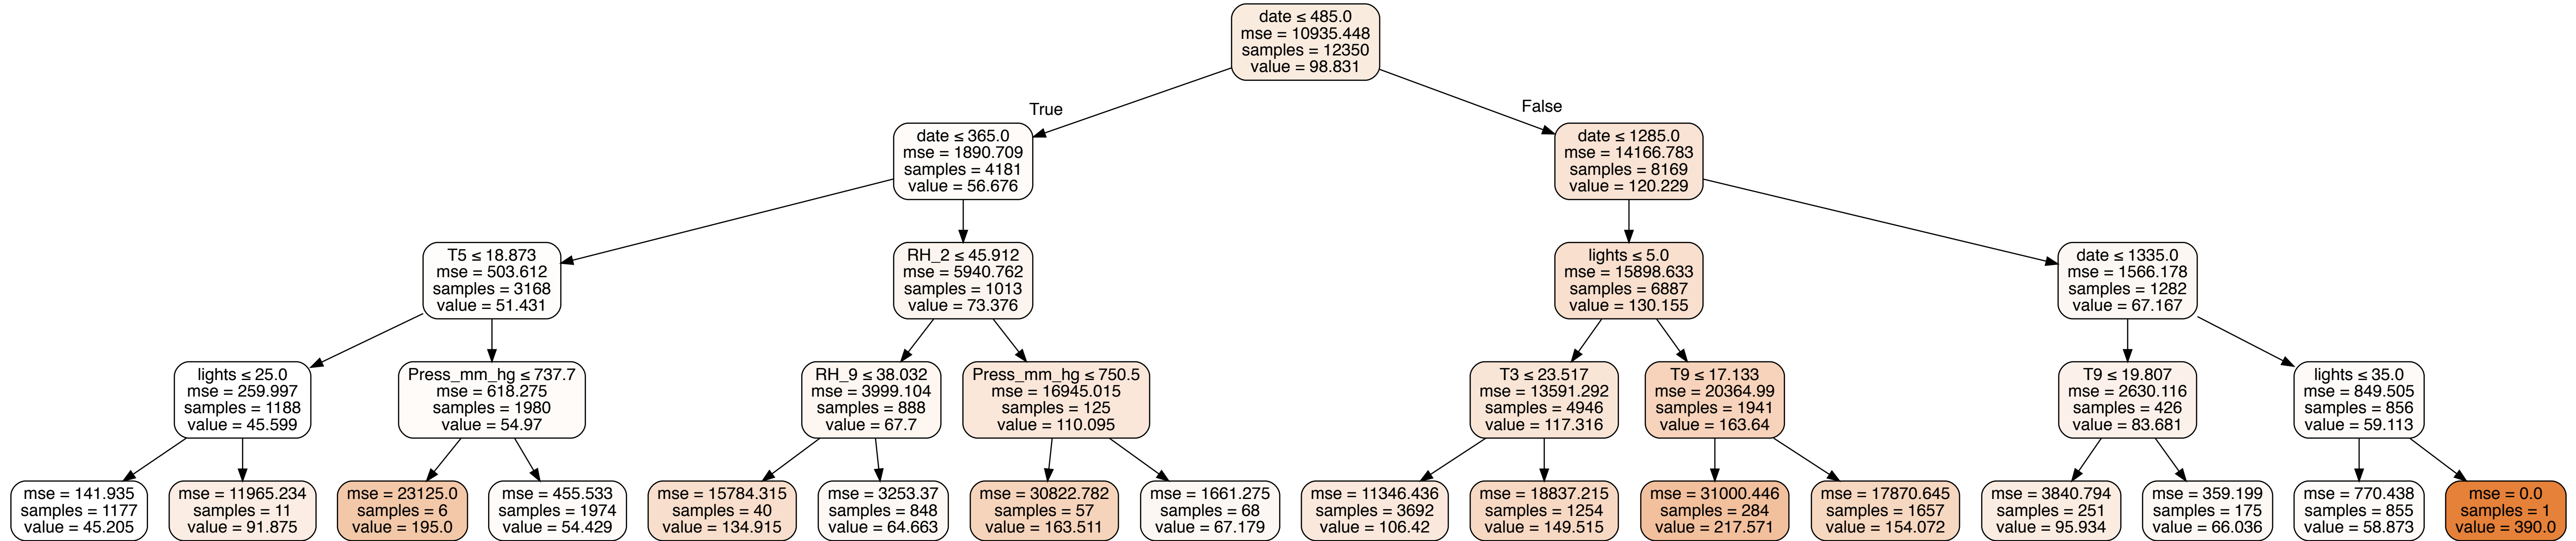 date ≤ 485.0
mse = 10935.448
samples = 12350
value = 98.831
True
False
date ≤ 365.0
mse = 1890.709
samples = 4181
value = 56.676
date ≤ 1285.0
mse = 14166.783
samples = 8169
value = 120.229
T5 ≤ 18.873
mse = 503.612
samples = 3168
value = 51.431
RH_2 ≤ 45.912
mse = 5940.762
samples = 1013
value = 73.376
lights ≤ 5.0
mse = 15898.633
samples = 6887
value = 130.155
date ≤ 1335.0
mse = 1566.178
samples = 1282
value = 67.167
lights ≤ 25.0
mse = 259.997
samples = 1188
value = 45.599
Press_mm_hg ≤ 737.7
mse = 618.275
samples = 1980
value = 54.97
RH_9 ≤ 38.032
mse = 3999.104
samples = 888
value = 67.7
Press_mm_hg ≤ 750.5
mse = 16945.015
samples = 125
value = 110.095
T3 ≤ 23.517
mse = 13591.292
samples = 4946
value = 117.316
T9 ≤ 17.133
mse = 20364.99
samples = 1941
value = 163.64
T9 ≤ 19.807
mse = 2630.116
samples = 426
value = 83.681
lights ≤ 35.0
mse = 849.505
samples = 856
value = 59.113
mse = 141.935
samples = 1177
value = 45.205
mse = 11965.234
samples = 11
value = 91.875
mse = 23125.0
samples = 6
value = 195.0
mse = 455.533
samples = 1974
value = 54.429
mse = 15784.315
samples = 40
value = 134.915
mse = 3253.37
samples = 848
value = 64.663
mse = 30822.782
samples = 57
value = 163.511
mse = 1661.275
samples = 68
value = 67.179
mse = 11346.436
samples = 3692
value = 106.42
mse = 18837.215
samples = 1254
value = 149.515
mse = 31000.446
samples = 284
value = 217.571
mse = 17870.645
samples = 1657
value = 154.072
mse = 3840.794
samples = 251
value = 95.934
mse = 359.199
samples = 175
value = 66.036
mse = 770.438
samples = 855
value = 58.873
mse = 0.0
samples = 1
value = 390.0